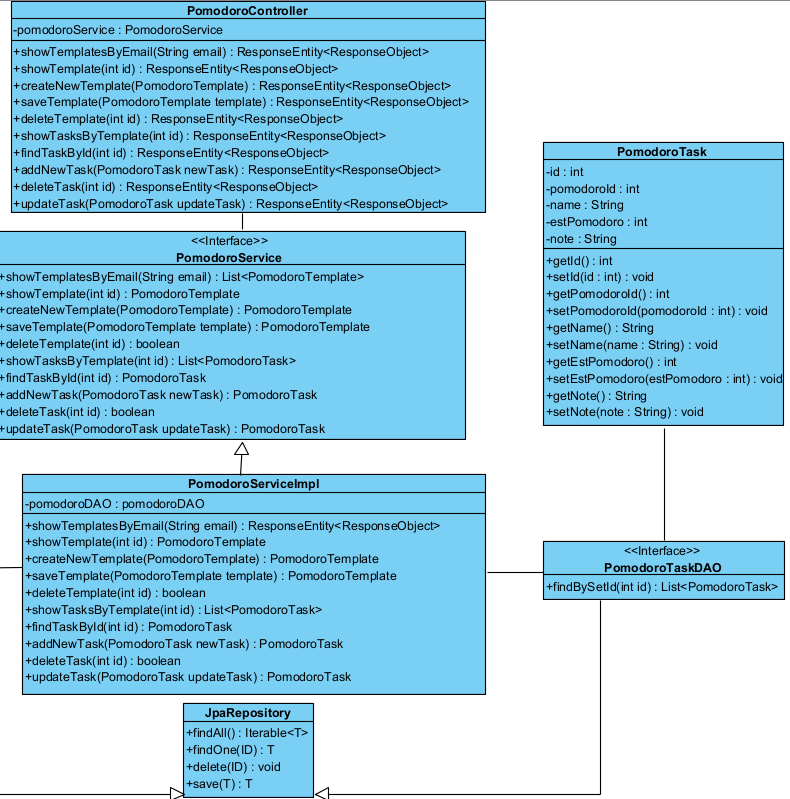 PomodoroController
-pomodoroService : PomodoroService
+showTemplatesByEmail(String email) : ResponseEntity<ResponseObject>
+showTemplate(int id) : ResponseEntity<ResponseObject>
+createNewTemplate(PomodoroTemplate) : ResponseEntity<ResponseObject>
+saveTemplate(PomodoroTemplate template) : ResponseEntity<ResponseObject>
+deleteTemplate(int id) : ResponseEntity<ResponseObject>
+showTasksByTemplate(int id) : ResponseEntity<ResponseObject>
+findTaskById(int id) : ResponseEntity<ResponseObject>
+addNewTask(PomodoroTask newTask) : ResponseEntity<ResponseObject>
+deleteTask(int id) : ResponseEntity<ResponseObject>
+updateTask(PomodoroTask updateTask) : ResponseEntity<ResponseObject>
<<Interface>>
PomodoroService
+showTemplatesByEmail(String email) : List<PomodoroTemplate>
+showTemplate(int id) : PomodoroTemplate
+createNewTemplate(PomodoroTemplate) : PomodoroTemplate
+saveTemplate(PomodoroTemplate template) : PomodoroTemplate
+deleteTemplate(int id) : boolean
+showTasksByTemplate(int id) : List<PomodoroTask>
+findTaskById(int id) : PomodoroTask
+addNewTask(PomodoroTask newTask) : PomodoroTask
+deleteTask(int id) : boolean
+updateTask(PomodoroTask updateTask) : PomodoroTask
PomodoroTask
-id : int
-pomodoroId : int
-name : String
-estPomodoro : int
-note : String
+getId() : int
+setId(id : int) : void
+getPomodoroId() : int
+setPomodoroId(pomodoroId : int) : void
+getName() : String
+setName(name : String) : void
+getEstPomodoro() : int
+setEstPomodoro(estPomodoro : int) : void
+getNote() : String
+setNote(note : String) : void
PomodoroServiceImpl
-pomodoroDAO : pomodoroDAO
+showTemplatesByEmail(String email) : ResponseEntity<ResponseObject>
+showTemplate(int id) : PomodoroTemplate
+createNewTemplate(PomodoroTemplate) : PomodoroTemplate
+saveTemplate(PomodoroTemplate template) : PomodoroTemplate
+deleteTemplate(int id) : boolean
+showTasksByTemplate(int id) : List<PomodoroTask>
+findTaskById(int id) : PomodoroTask
+addNewTask(PomodoroTask newTask) : PomodoroTask
+deleteTask(int id) : boolean
+updateTask(PomodoroTask updateTask) : PomodoroTask
<<Interface>>
PomodoroTaskDAO
+findBySetId(int id) : List<PomodoroTask>
JpaRepository
+findAll() : Iterable<T>
+findOne(ID) : T
+delete(ID) : void
+save(T) : T